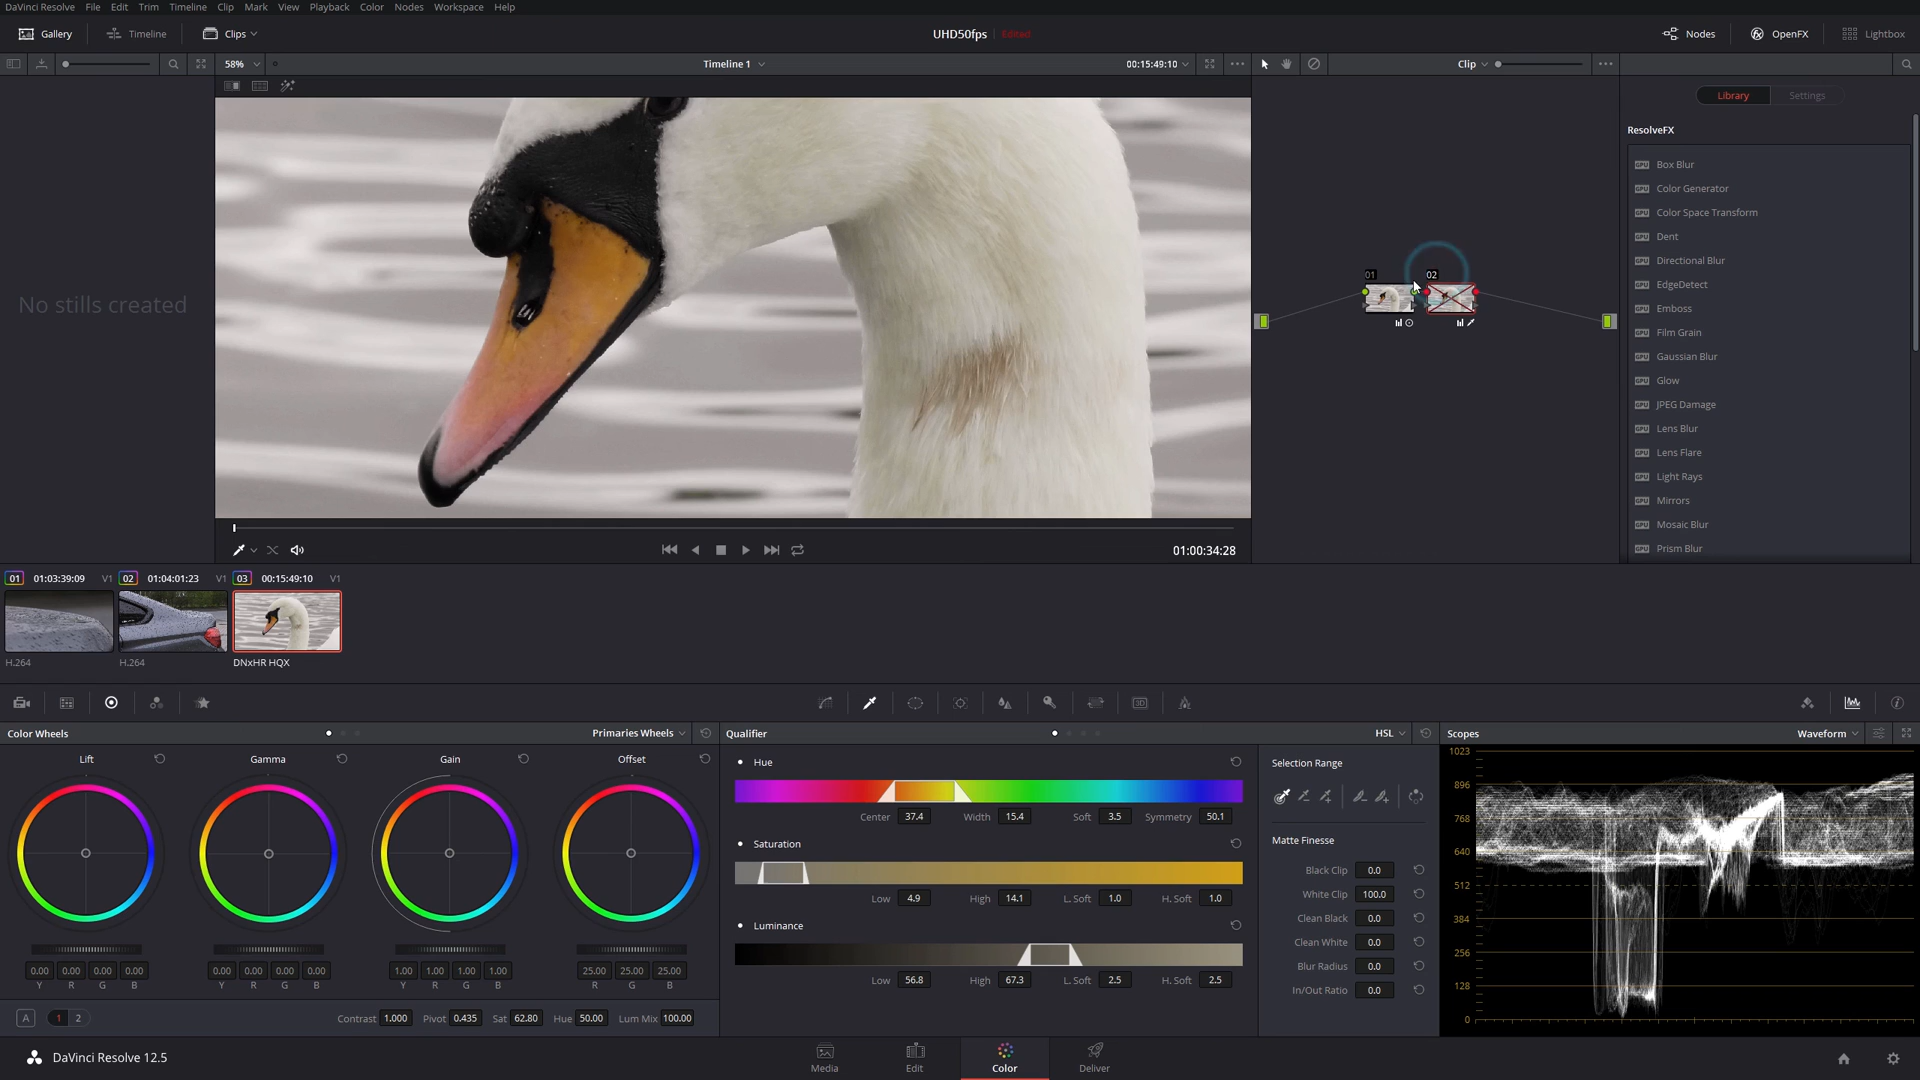 DaVinci Resolve File Edit Trim Timeline Clip Mark View Playback Color Nodes Workspace Help
Gallery Timeline Clips UHD50fps Edited Nodes OpenFX Lightbox
58% Timeline 1 00:15:49:10 Clip
Library Settings
ResolveFX
Box Blur
Color Generator
Color Space Transform
Dent
Directional Blur
EdgeDetect
Emboss
Film Grain
Gaussian Blur
Glow
JPEG Damage
Lens Blur
Lens Flare
Light Rays
Mirrors
Mosaic Blur
Prism Blur
No stills created
01 02
01:00:34:28
01 01:03:39:09 V1 02 01:04:01:23 V1 03 00:15:49:10 V1
H.264 H.264 DNxHR HQX
Color Wheels Primaries Wheels
Lift Gamma Gain Offset
0.00 0.00 0.00 0.00 0.00 0.00 0.00 0.00 1.00 1.00 1.00 1.00 25.00 25.00 25.00
Y R G B Y R G B Y R G B R G B
A 1 2 Contrast 1.000 Pivot 0.435 Sat 62.80 Hue 50.00 Lum Mix 100.00
Qualifier HSL
Hue
Center 37.4 Width 15.4 Soft 3.5 Symmetry 50.1
Saturation
Low 4.9 High 14.1 L. Soft 1.0 H. Soft 1.0
Luminance
Low 56.8 High 67.3 L. Soft 2.5 H. Soft 2.5
Selection Range
Matte Finesse
Black Clip 0.0
White Clip 100.0
Clean Black 0.0
Clean White 0.0
Blur Radius 0.0
In/Out Ratio 0.0
Scopes Waveform
1023
896
768
640
512
384
256
128
0
DaVinci Resolve 12.5
Media Edit Color Deliver